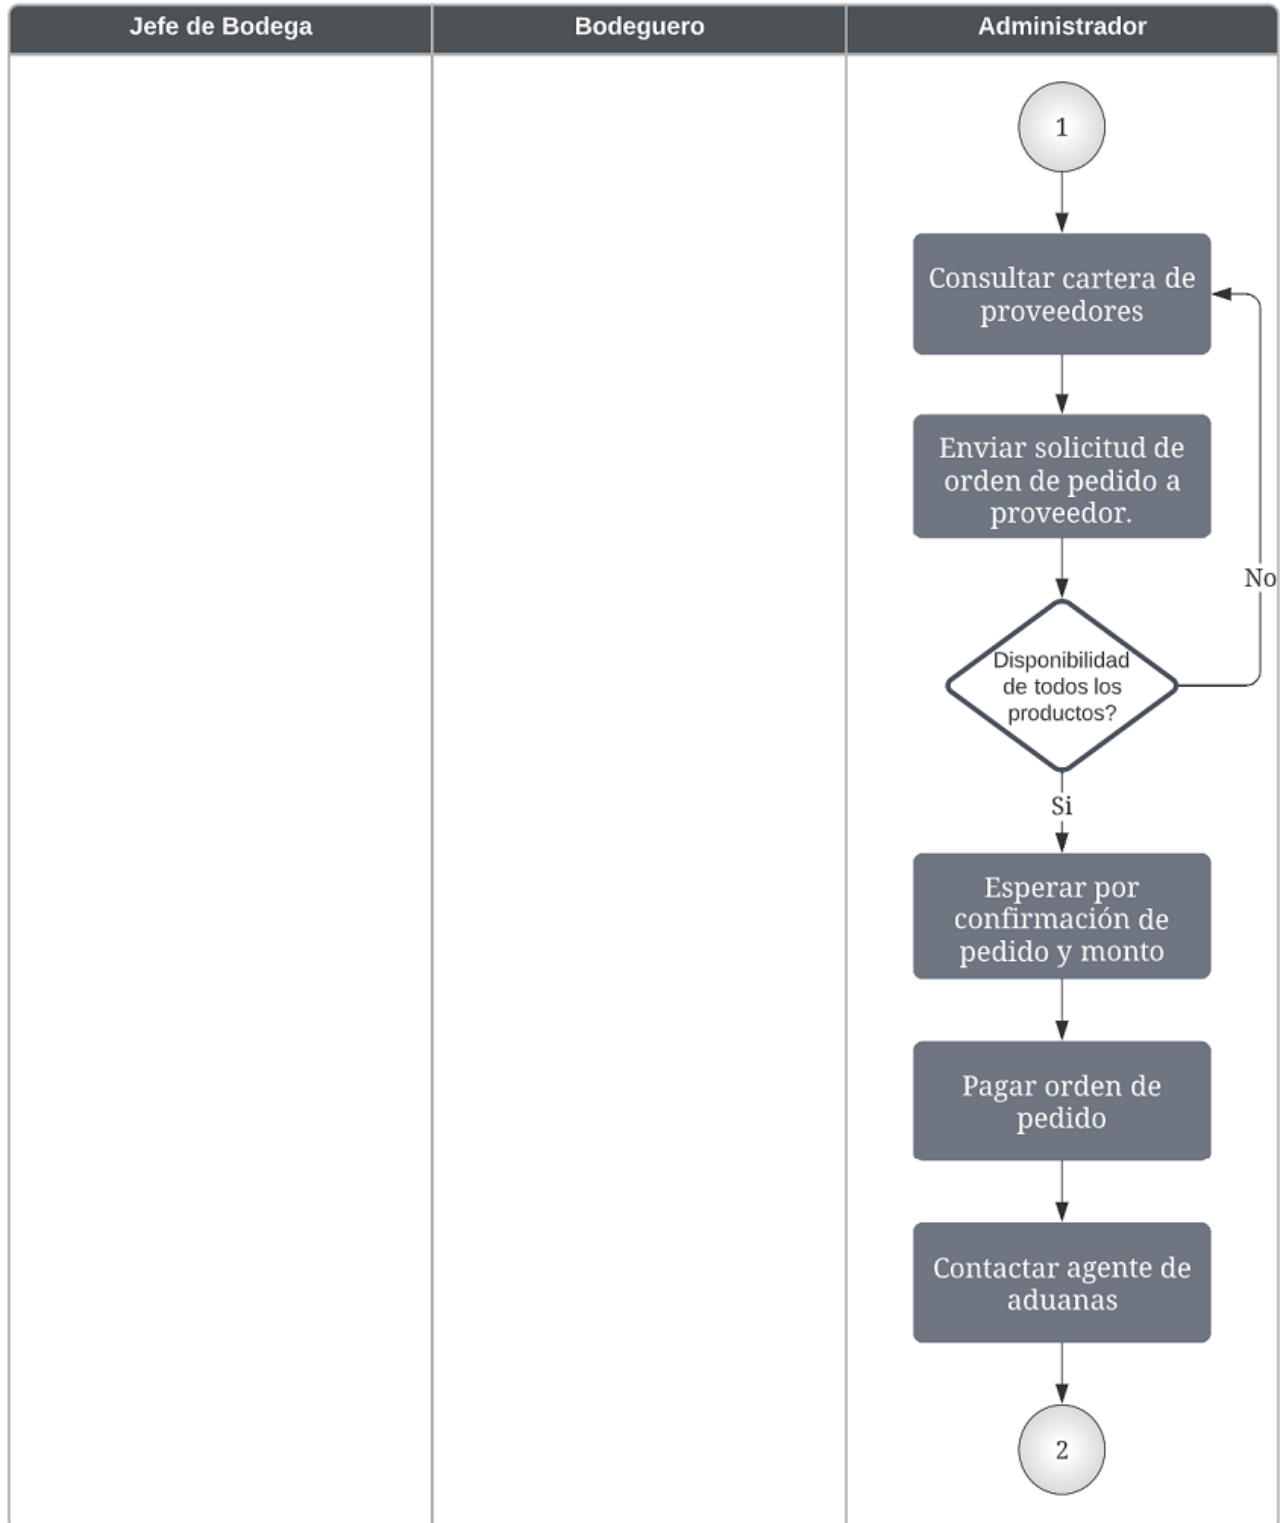 Jefe de Bodega
Bodeguero
Administrador
1
Consultar cartera de
proveedores
Enviar solicitud de
orden de pedido a
proveedor.
No
Disponibilidad
de todos los
productos?
Si
Esperar por
confirmación de
pedido y monto
Pagar orden de
pedido
Contactar agente de
aduanas
2